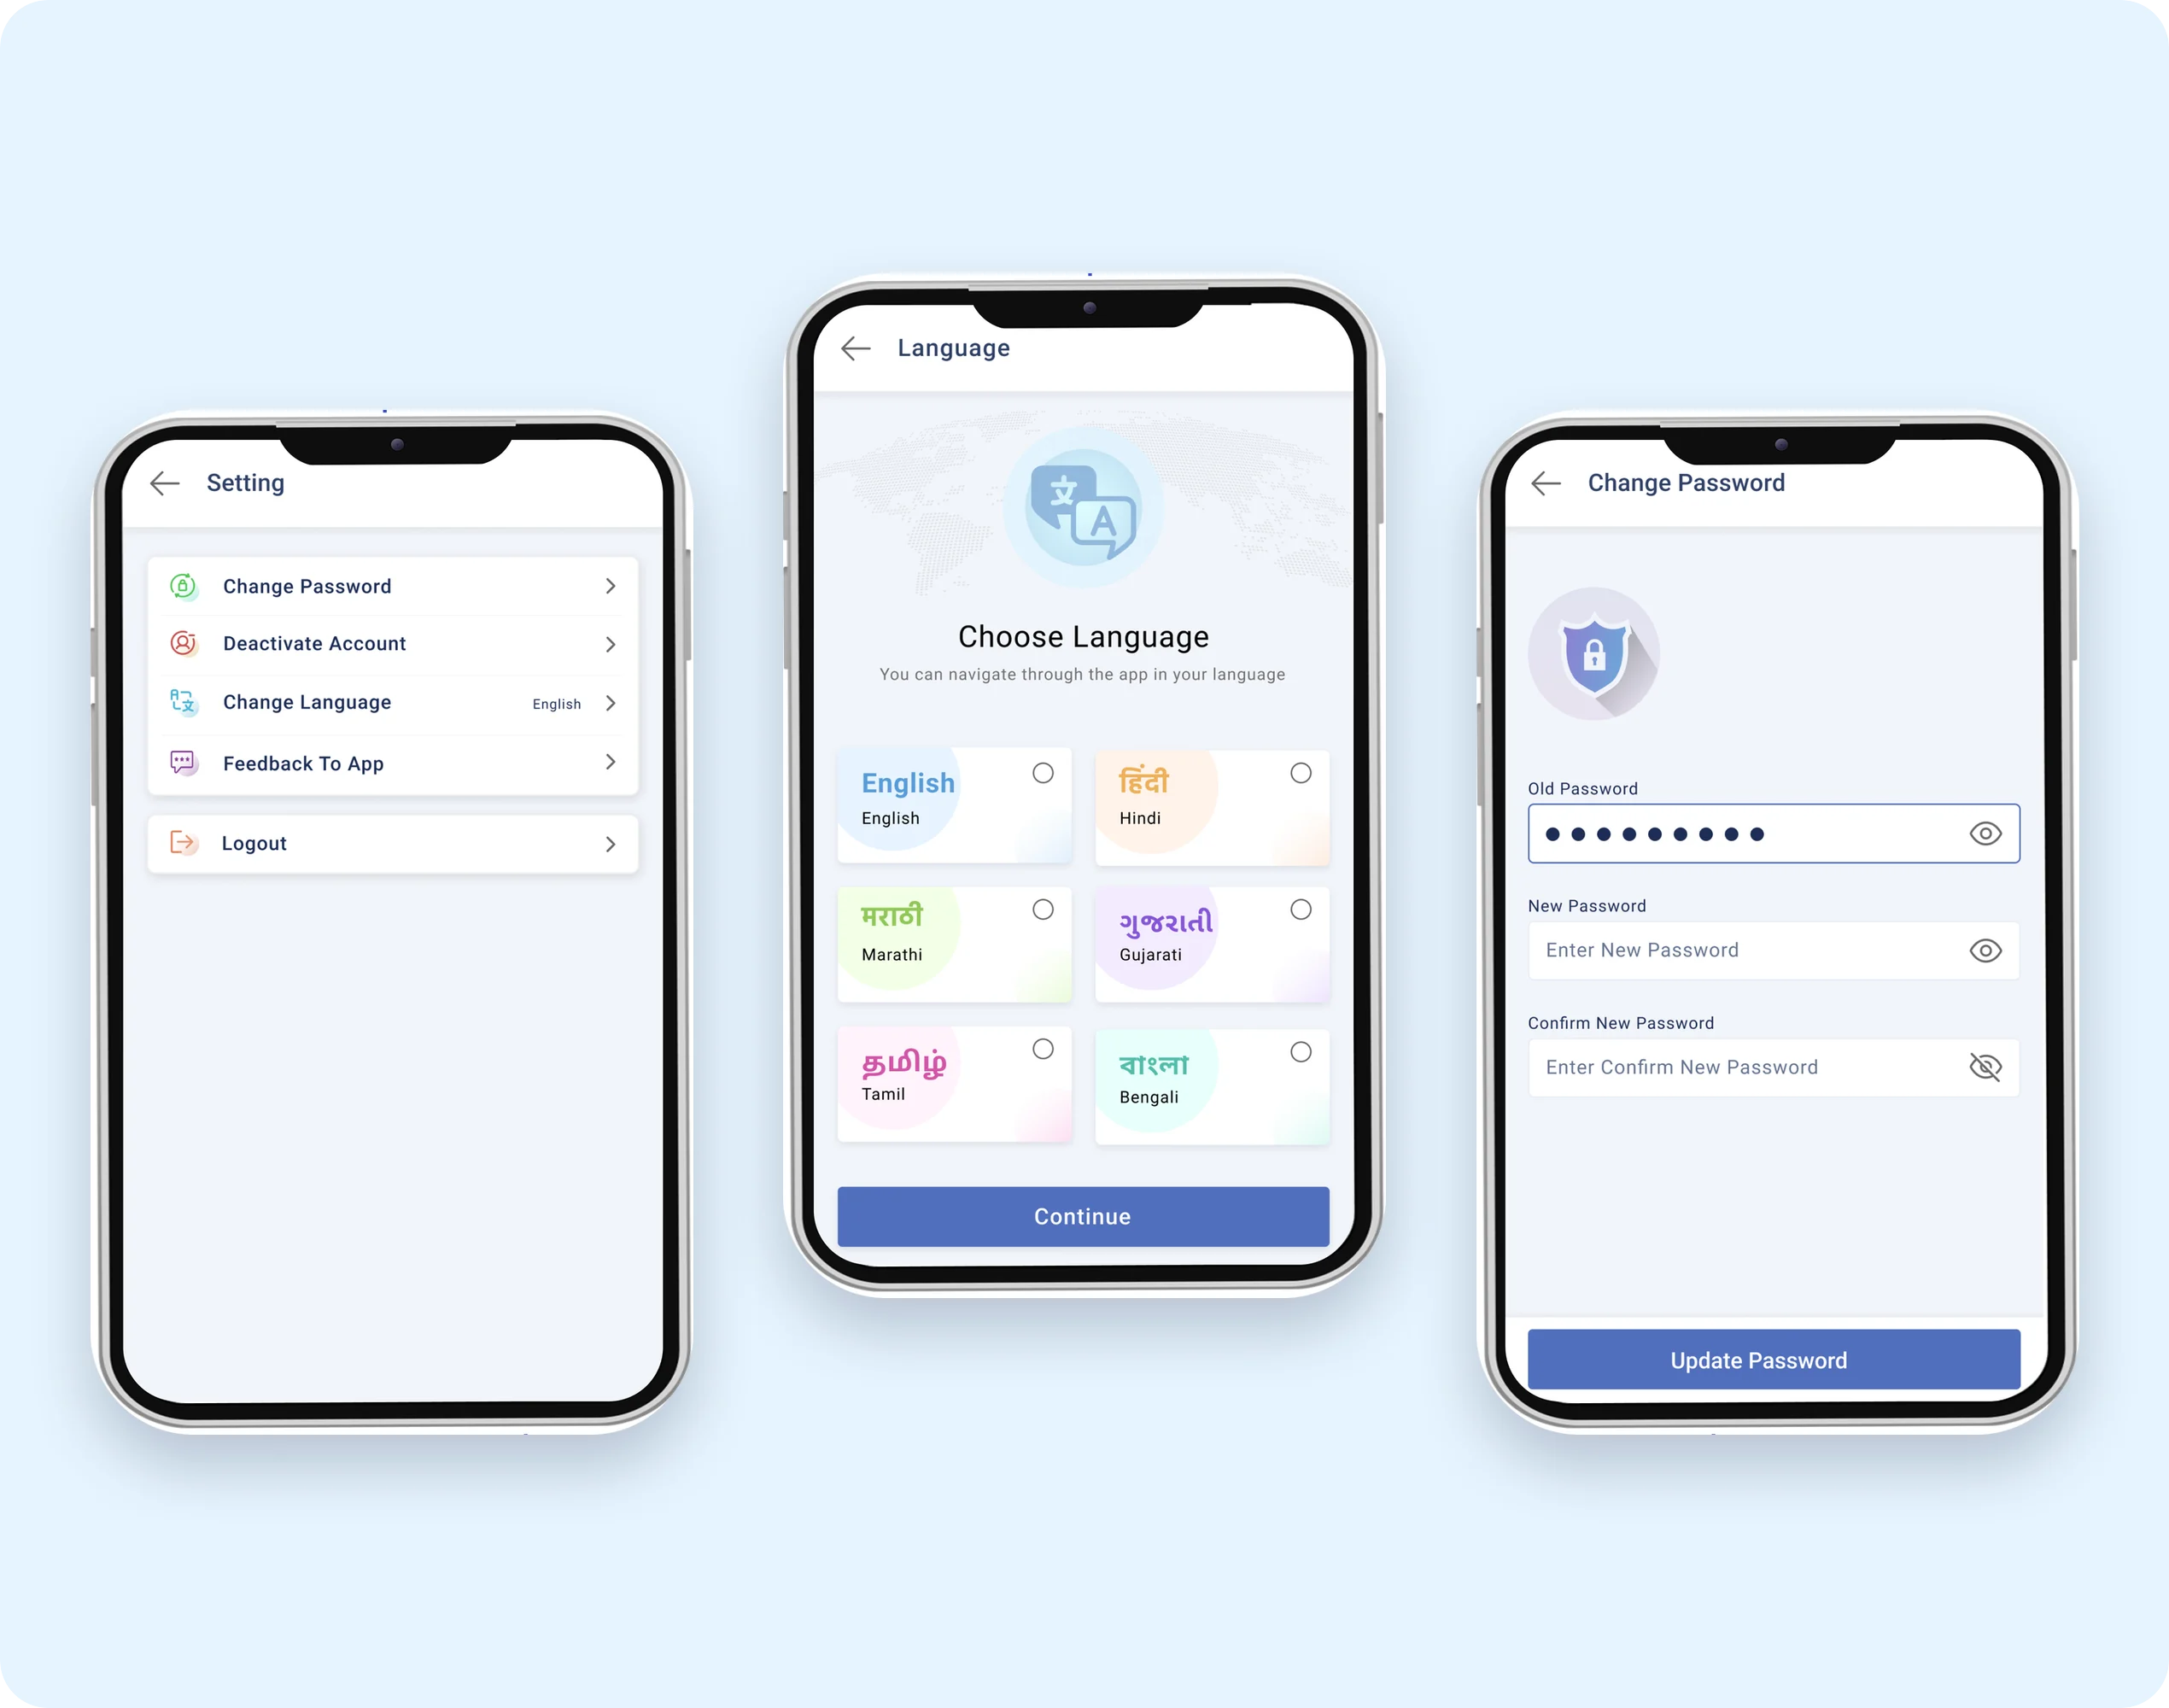 Setting
Change Password
Deactivate Account
Change Language English
Feedback To App
Logout
Language
文 A
Choose Language
You can navigate through the app in your language
English
English
हिंदी
Hindi
मराठी
Marathi
ગુજરાતી
Gujarati
தமிழ்
Tamil
বাংলা
Bengali
Continue
Change Password
Old Password
New Password
Enter New Password
Confirm New Password
Enter Confirm New Password
Update Password